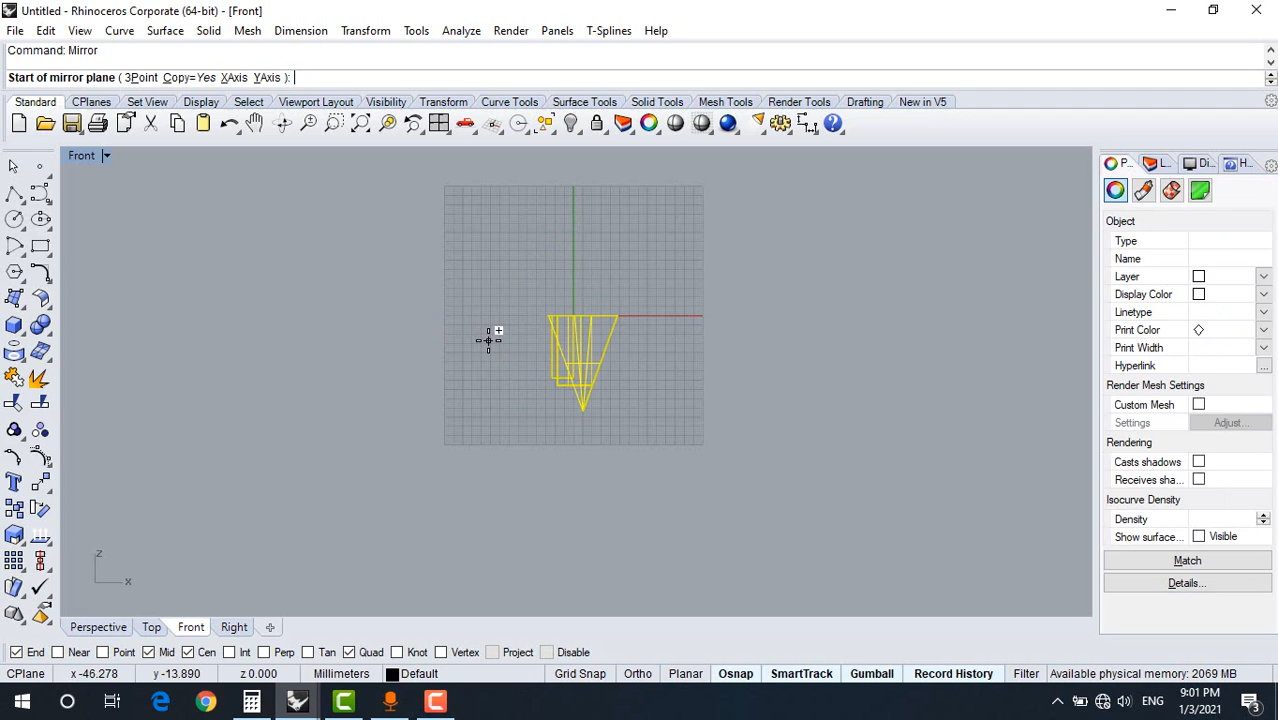 Untitled - Rhinoceros Corporate (64-bit) - [Front]
File Edit View Curve Surface Solid Mesh Dimension Transform Tools Analyze Render Panels T-Splines Help
Command: Mirror
Start of mirror plane ( 3Point Copy=Yes XAxis YAxis ):
Standard CPlanes Set View Display Select Viewport Layout Visibility Transform Curve Tools Surface Tools Solid Tools Mesh Tools Render Tools Drafting New in V5
Front
P... L... Di... H...
Object
Type
Name
Layer
Display Color
Linetype
Print Color
Print Width
Hyperlink ...
Render Mesh Settings
Custom Mesh
Settings Adjust...
Rendering
Casts shadows
Receives sha...
Isocurve Density
Density
Show surface... Visible
Match
Details...
z
x
Perspective Top Front Right
End Near Point Mid Cen Int Perp Tan Quad Knot Vertex Project Disable
CPlane x -46.278 y -13.890 z 0.000 Millimeters Default Grid Snap Ortho Planar Osnap SmartTrack Gumball Record History Filter Available physical memory: 2069 MB
ENG
9:01 PM
1/3/2021
3